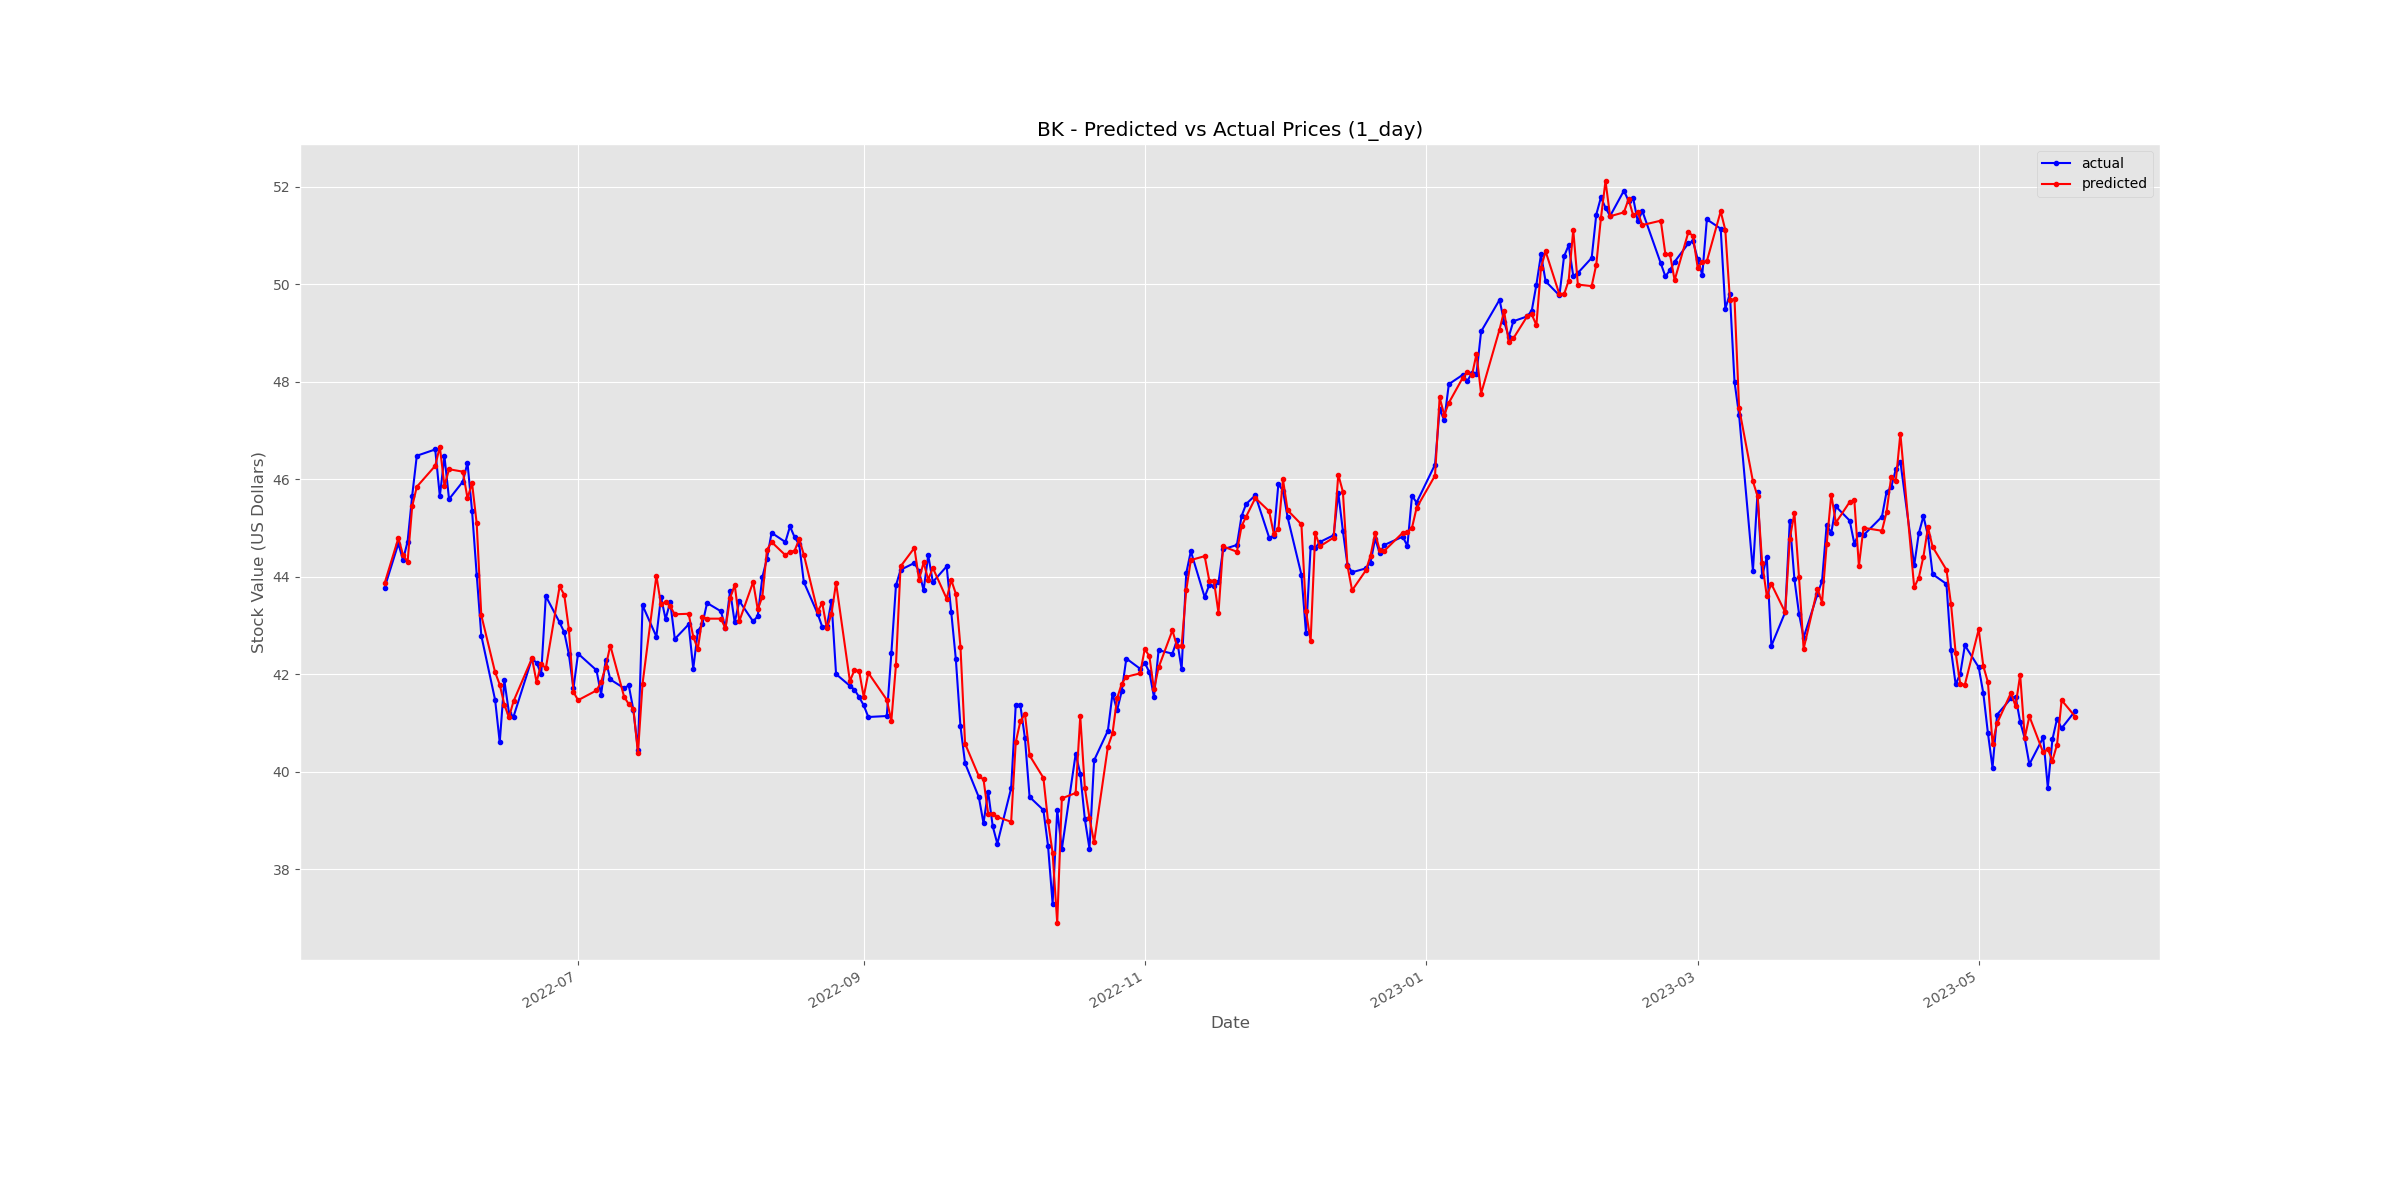 BK - Predicted vs Actual Prices (1_day)
actual
predicted
52
50
48
46
44
42
40
38
Stock Value (US Dollars)
2022-07
2022-09
2022-11
2023-01
2023-03
2023-05
Date